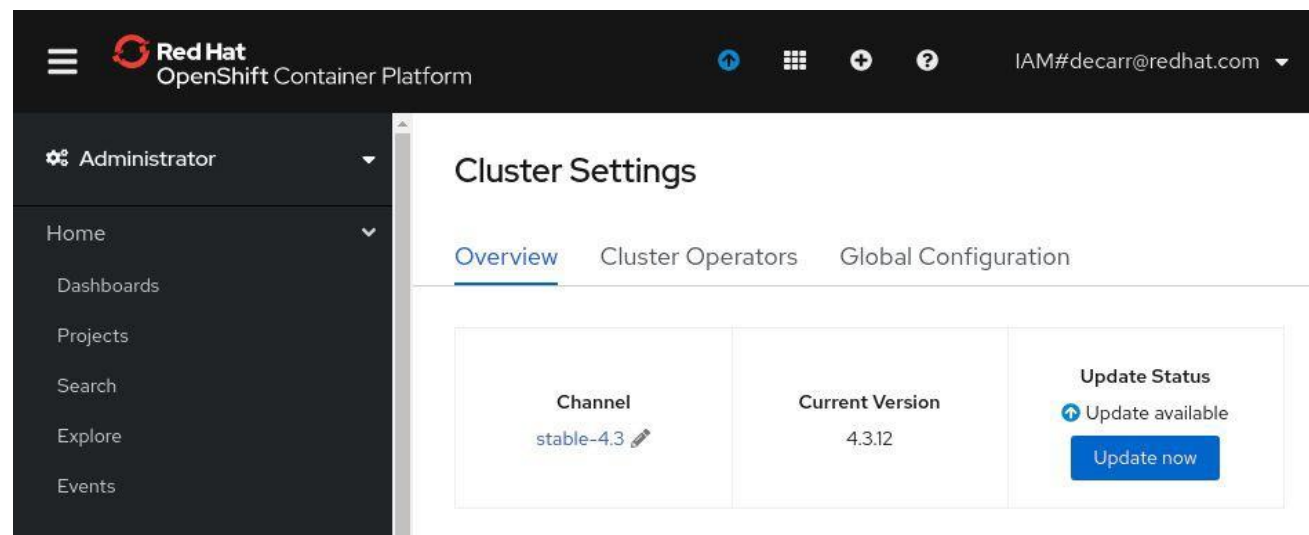 Red Hat
OpenShift Container Platform
IAM#decarr@redhat.com
Administrator
Home
Dashboards
Projects
Search
Explore
Events
Cluster Settings
Overview Cluster Operators Global Configuration
Channel
stable-4.3
Current Version
4.3.12
Update Status
Update available
Update now